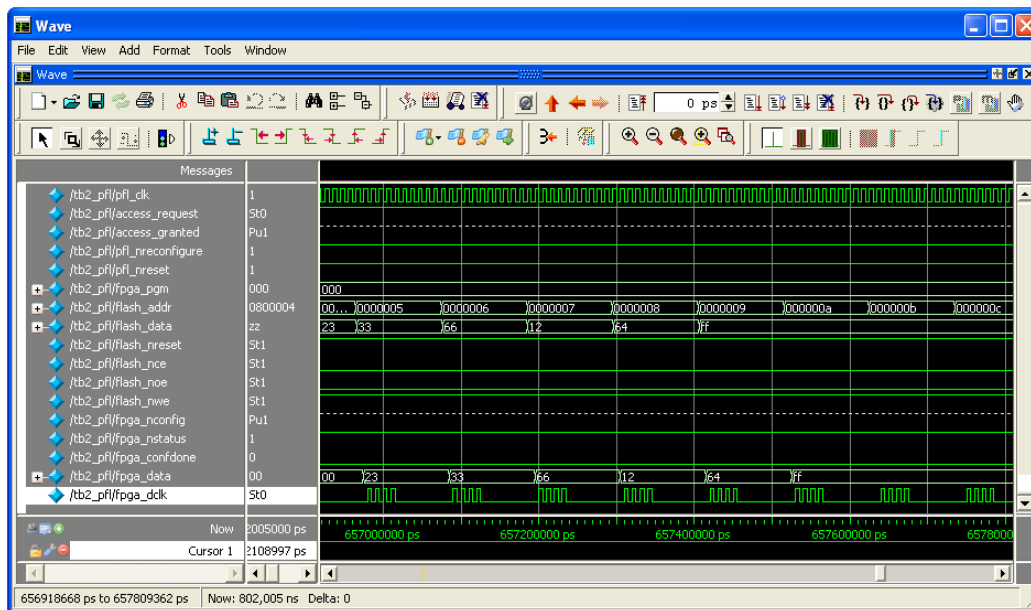 Wave
File Edit View Add Format Tools Window
Wave
0 ps
Messages
/tb2_pfl/pfl_clk 1
/tb2_pfl/access_request St0
/tb2_pfl/access_granted Pu1
/tb2_pfl/pfl_nreconfigure 1
/tb2_pfl/pfl_nreset 1
/tb2_pfl/fpga_pgm 000 000
/tb2_pfl/flash_addr 0800004 00... 0000005 0000006 0000007 0000008 0000009 000000a 000000b 000000c
/tb2_pfl/flash_data zz 23 33 66 12 64 ff
/tb2_pfl/flash_nreset St1
/tb2_pfl/flash_nce St1
/tb2_pfl/flash_noe St1
/tb2_pfl/flash_nwe St1
/tb2_pfl/fpga_nconfig Pu1
/tb2_pfl/fpga_nstatus 1
/tb2_pfl/fpga_confdone 0
/tb2_pfl/fpga_data 00 00 23 33 66 12 64 ff
/tb2_pfl/fpga_dclk St0
Now 2005000 ps 657000000 ps 657200000 ps 657400000 ps 657600000 ps 6578000
Cursor 1 2108997 ps
656918668 ps to 657809362 ps Now: 802,005 ns Delta: 0